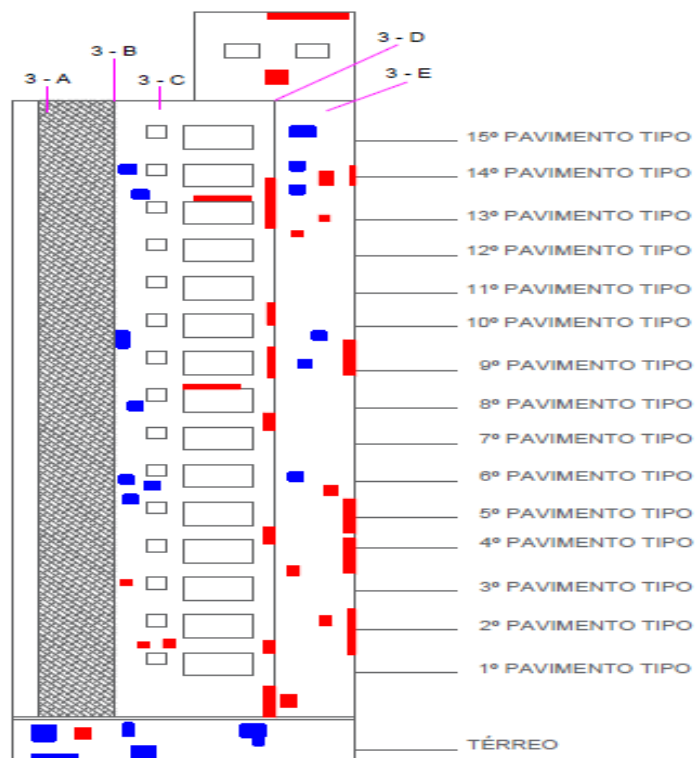 3 - D
3 - B
3 - E
3 - A
3 - C
15º PAVIMENTO TIPO
14º PAVIMENTO TIPO
13º PAVIMENTO TIPO
12º PAVIMENTO TIPO
11º PAVIMENTO TIPO
10º PAVIMENTO TIPO
9º PAVIMENTO TIPO
8º PAVIMENTO TIPO
7º PAVIMENTO TIPO
6º PAVIMENTO TIPO
5º PAVIMENTO TIPO
4º PAVIMENTO TIPO
3º PAVIMENTO TIPO
2º PAVIMENTO TIPO
1º PAVIMENTO TIPO
TÉRREO